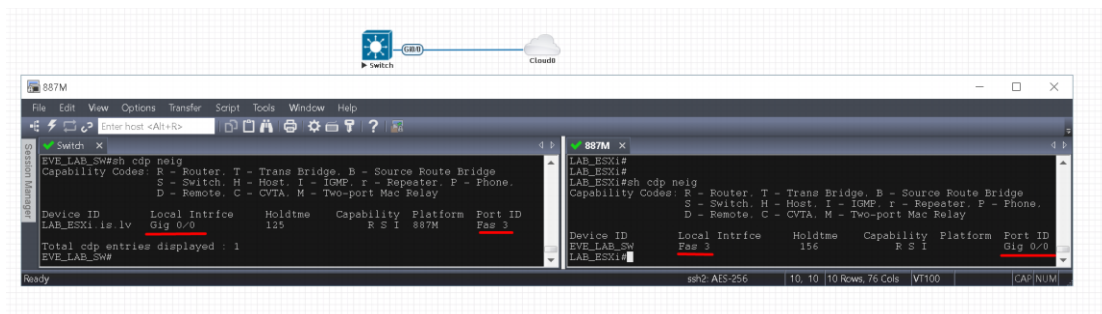 Gi0/0
Switch
Cloud0
887M
File Edit View Options Transfer Script Tools Window Help
Enter host <Alt+R>
Session Manager
Switch
EVE_LAB_SW#sh cdp neig
Capability Codes: R - Router, T - Trans Bridge, B - Source Route Bridge
S - Switch, H - Host, I - IGMP, r - Repeater, P - Phone,
D - Remote, C - CVTA, M - Two-port Mac Relay
Device ID Local Intrfce Holdtme Capability Platform Port ID
LAB_ESXi.is.lv Gig 0/0 125 R S I 887M Fas 3
Total cdp entries displayed : 1
EVE_LAB_SW#
887M
LAB_ESXi#
LAB_ESXi#
LAB_ESXi#sh cdp neig
Capability Codes: R - Router, T - Trans Bridge, B - Source Route Bridge
S - Switch, H - Host, I - IGMP, r - Repeater, P - Phone,
D - Remote, C - CVTA, M - Two-port Mac Relay
Device ID Local Intrfce Holdtme Capability Platform Port ID
EVE_LAB_SW Fas 3 156 R S I Gig 0/0
LAB_ESXi#
Ready ssh2: AES-256 10, 10 10 Rows, 76 Cols VT100 CAP NUM